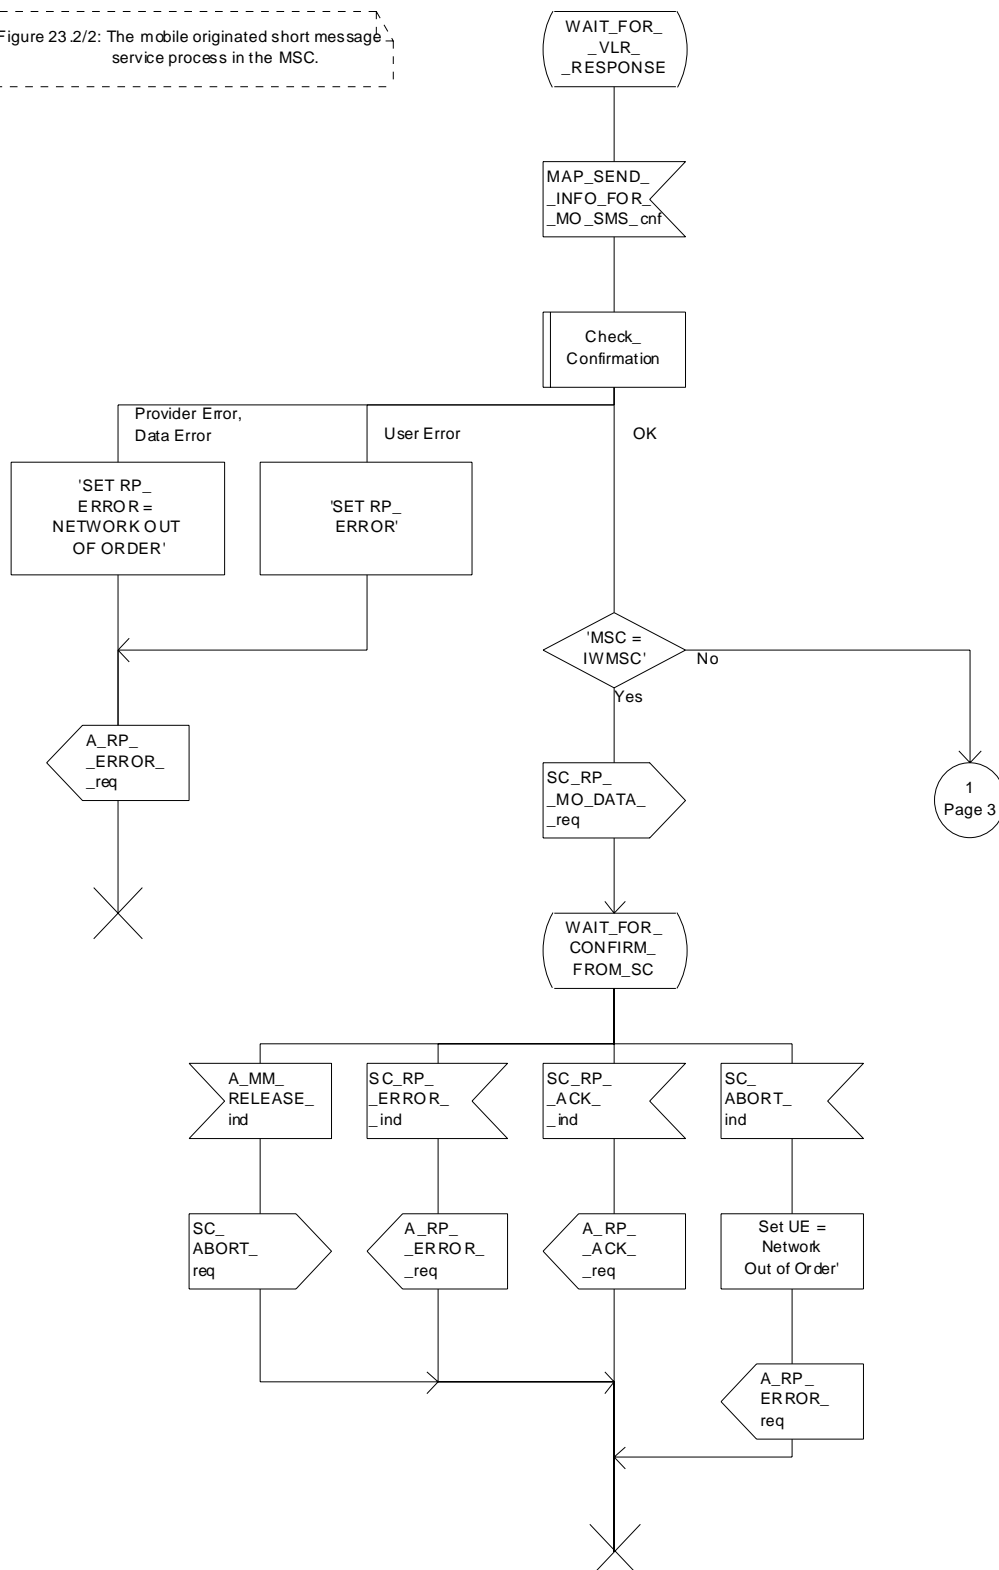 Figure 23.2/2: The mobile originated short message
service process in the MSC.
WAIT_FOR_
_VLR_
_RESPONSE
MAP_SEND_
_INFO_FOR_
_MO_SMS_cnf
Check_
Confirmation
Provider Error,
Data Error
User Error
OK
'SET RP_
ERROR =
NETWORK OUT
OF ORDER'
'SET RP_
ERROR'
'MSC =
IWMSC'
No
Yes
A_RP_
_ERROR_
_req
SC_RP_
_MO_DATA_
_req
1
Page 3
WAIT_FOR_
CONFIRM_
FROM_SC
A_MM_
RELEASE_
ind
SC_RP_
_ERROR_
_ind
SC_RP_
_ACK_
_ind
SC_
ABORT_
ind
SC_
ABORT_
req
A_RP_
_ERROR_
_req
A_RP_
_ACK_
_req
Set UE =
Network
Out of Order'
A_RP_
ERROR_
req